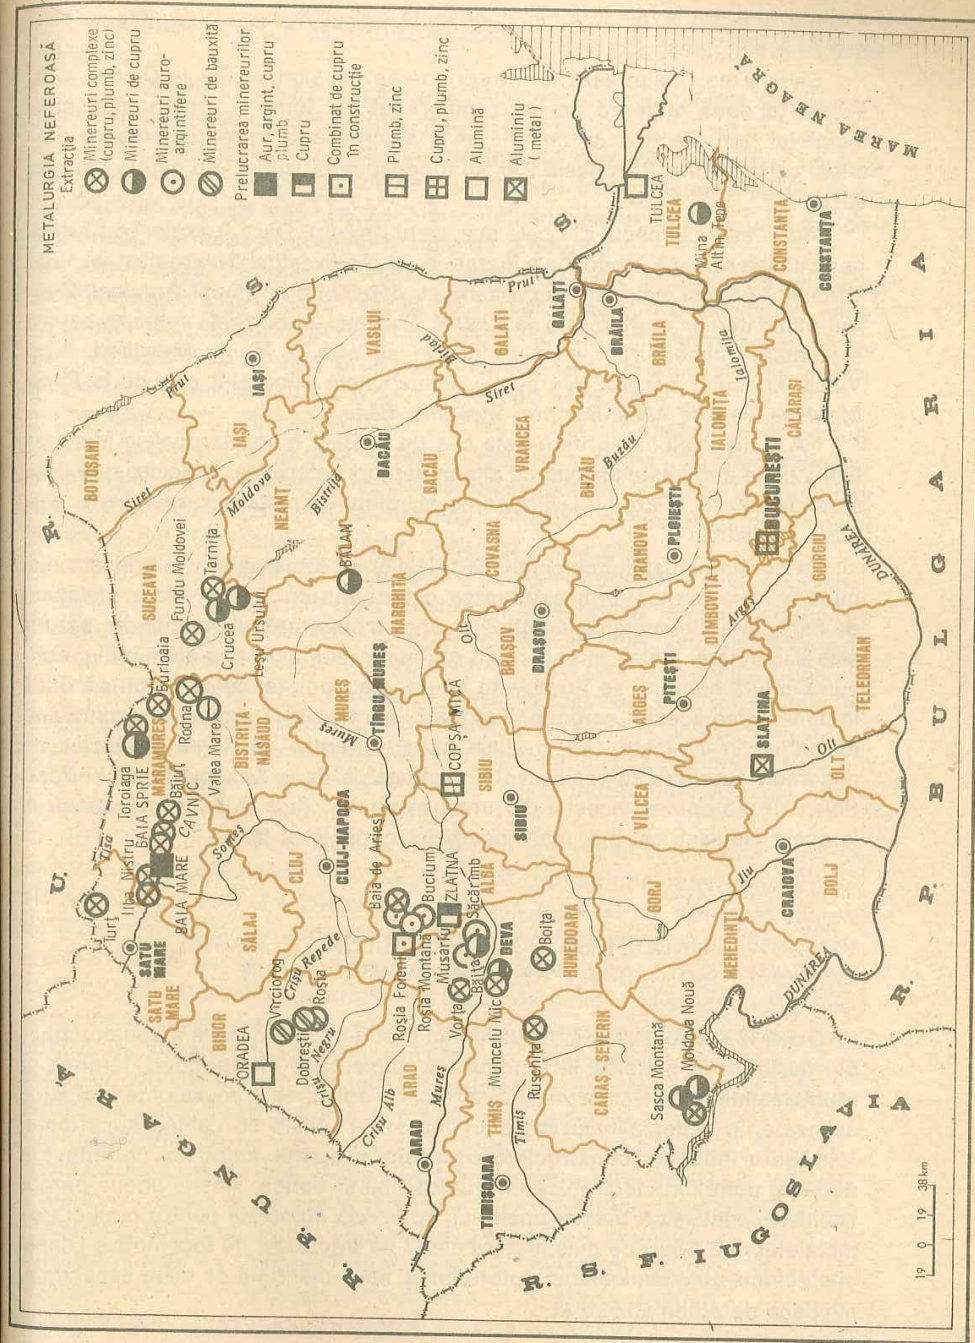 METALURGIA NEFEROASĂ
Extracția
Minereuri complexe
(cupru, plumb, zinc)
Minereuri de cupru
Minereuri auro-
argintifere
Minereuri de bauxită
Prelucrarea minereurilor
Aur, argint, cupru
plumb
Cupru
Combinat de cupru
în construcție
Plumb, zinc
Cupru, plumb, zinc
Alumină
Aluminiu
(metal)
R. P. UNGARĂ
U. R. S. S.
MAREA NEAGRĂ
R. S. F. IUGOSLAVIA
R. P. BULGARIA
Tisa
Turț
SATU
MARE
SATU
MARE
Ilba
Nistru
BAIA MARE
BAIA SPRIE
CAVNIC
Băiuț
Toroiaga
MARAMUREȘ
Burloaia
Rodna
Valea Mare
BISTRIȚA -
NĂSĂUD
Someș
SUCEAVA
Fundu Moldovei
Tarnița
Crucea
Leșu Ursului
BOTOȘANI
Siret
Prut
Moldova
IAȘI
IAȘI
NEAMȚ
Bistrița
BĂLAN
HARGHITA
BACĂU
BACĂU
VASLUI
Bîrlad
Prut
GALAȚI
GALAȚI
Siret
VRANCEA
COVASNA
BRAȘOV
BRAȘOV
Olt
MUREȘ
Mureș
TÎRGU MUREȘ
CLUJ
CLUJ-NAPOCA
SĂLAJ
BIHOR
ORADEA
Vîrciorog
Dobrești
Roșia
Crișu Repede
Crișu
Negru
Crișu Alb
ARAD
ARAD
Mureș
Baia de Arieș
Roșia Poieni
Roșia Montană
Bucium
Musariu
ZLATNA
Săcărîmb
Vorța
Băița
DEVA
Muncelu Mic
ALBA
COPȘA MICĂ
SIBIU
SIBIU
Boița
HUNEDOARA
TIMIȘ
Timiș
TIMIȘOARA
Ruschița
CARAȘ SEVERIN
Sasca Montană
Moldova Nouă
DUNĂREA
MEHEDINȚI
GORJ
Jiu
CRAIOVA
DOLJ
VÎLCEA
OLT
Olt
SLATINA
ARGEȘ
PITEȘTI
Argeș
DÎMBOVIȚA
TELEORMAN
PRAHOVA
PLOIEȘTI
BUCUREȘTI
GIURGIU
DUNĂREA
BUZĂU
Buzău
IALOMIȚA
Ialomița
CĂLĂRAȘI
BRĂILA
BRĂILA
TULCEA
TULCEA
Mina
Altin Tepe
CONSTANȚA
CONSTANȚA
19 0 19 38 km